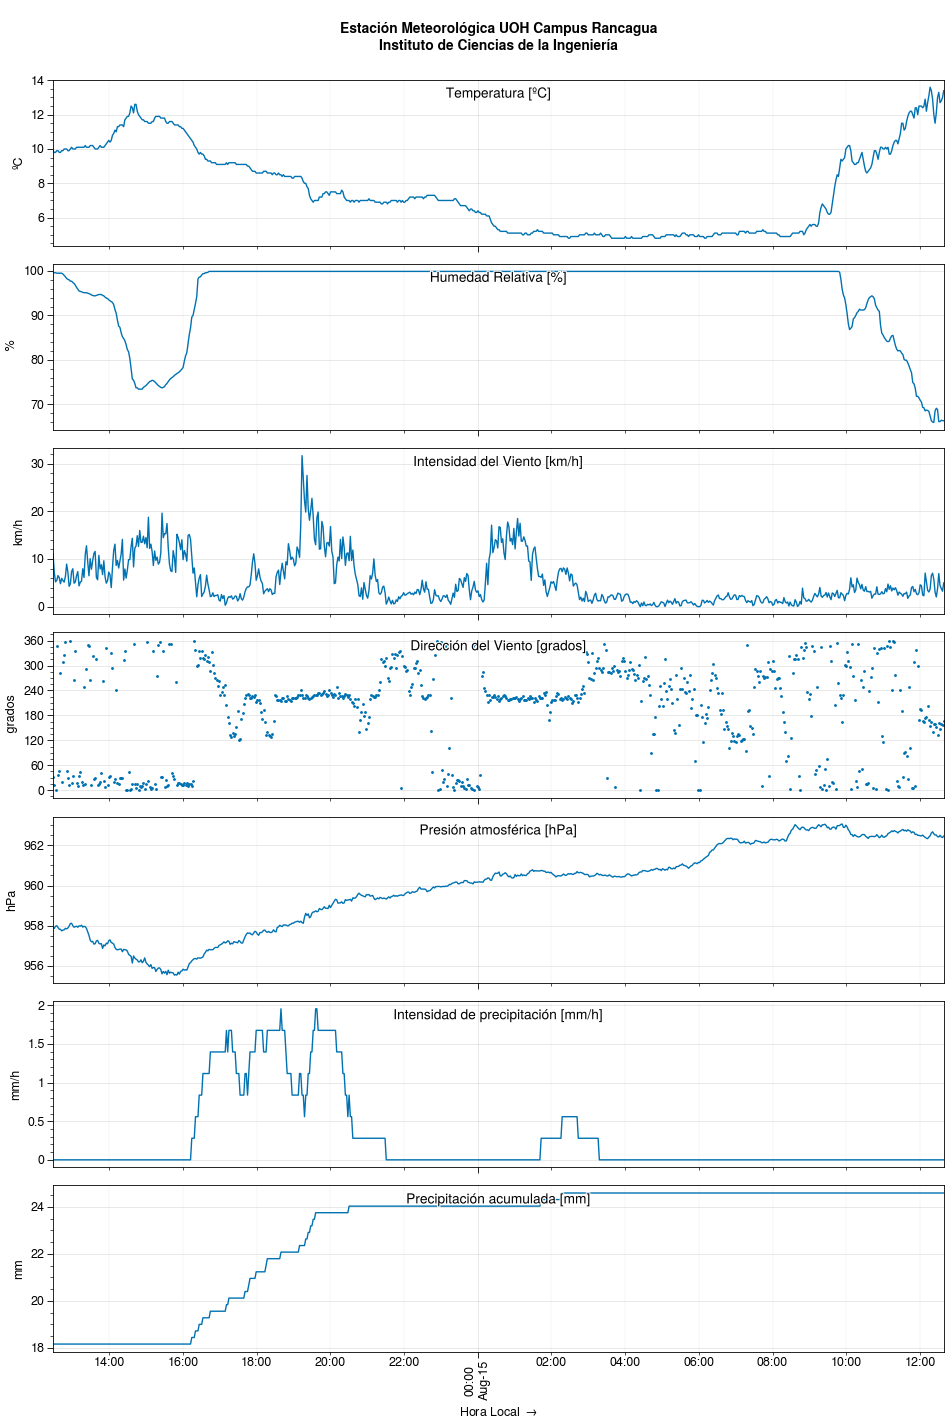 Estación Meteorológica UOH Campus Rancagua
Instituto de Ciencias de la Ingeniería
Temperatura [ºC]
ºC
14
12
10
8
6
Humedad Relativa [%]
%
100
90
80
70
Intensidad del Viento [km/h]
km/h
30
20
10
0
Dirección del Viento [grados]
grados
360
300
240
180
120
60
0
Presión atmosférica [hPa]
hPa
962
960
958
956
Intensidad de precipitación [mm/h]
mm/h
2
1.5
1
0.5
0
Precipitación acumulada [mm]
mm
24
22
20
18
14:00 16:00 18:00 20:00 22:00 00:00 02:00 04:00 06:00 08:00 10:00 12:00
Aug-15
Hora Local →